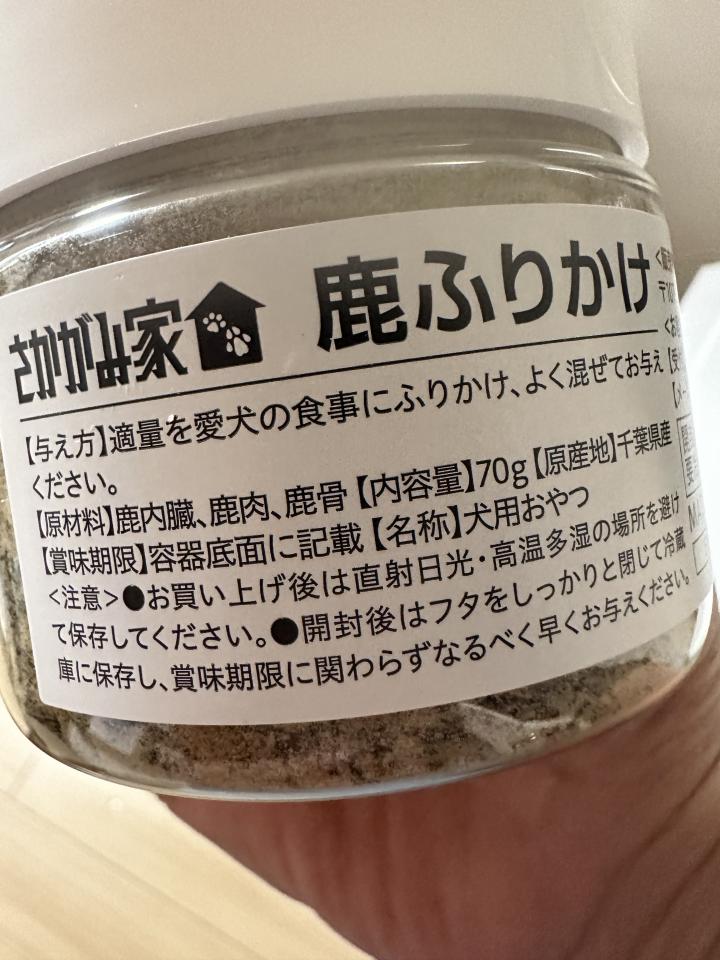 さかがみ家 鹿ふりかけ
【与え方】適量を愛犬の食事にふりかけ、よく混ぜてお与え
ください。
【原材料】鹿内臓、鹿肉、鹿骨【内容量】70g【原産地】千葉県産
【賞味期限】容器底面に記載【名称】犬用おやつ
<注意>●お買い上げ後は直射日光・高温多湿の場所を避け
て保存してください。●開封後はフタをしっかりと閉じて冷蔵
庫に保存し、賞味期限に関わらずなるべく早くお与えください。